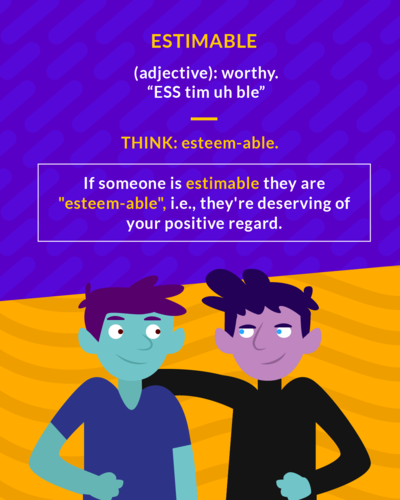 ESTIMABLE
(adjective): worthy.
“ESS tim uh ble”
THINK: esteem-able.
If someone is estimable they are
"esteem-able", i.e., they're deserving of
your positive regard.